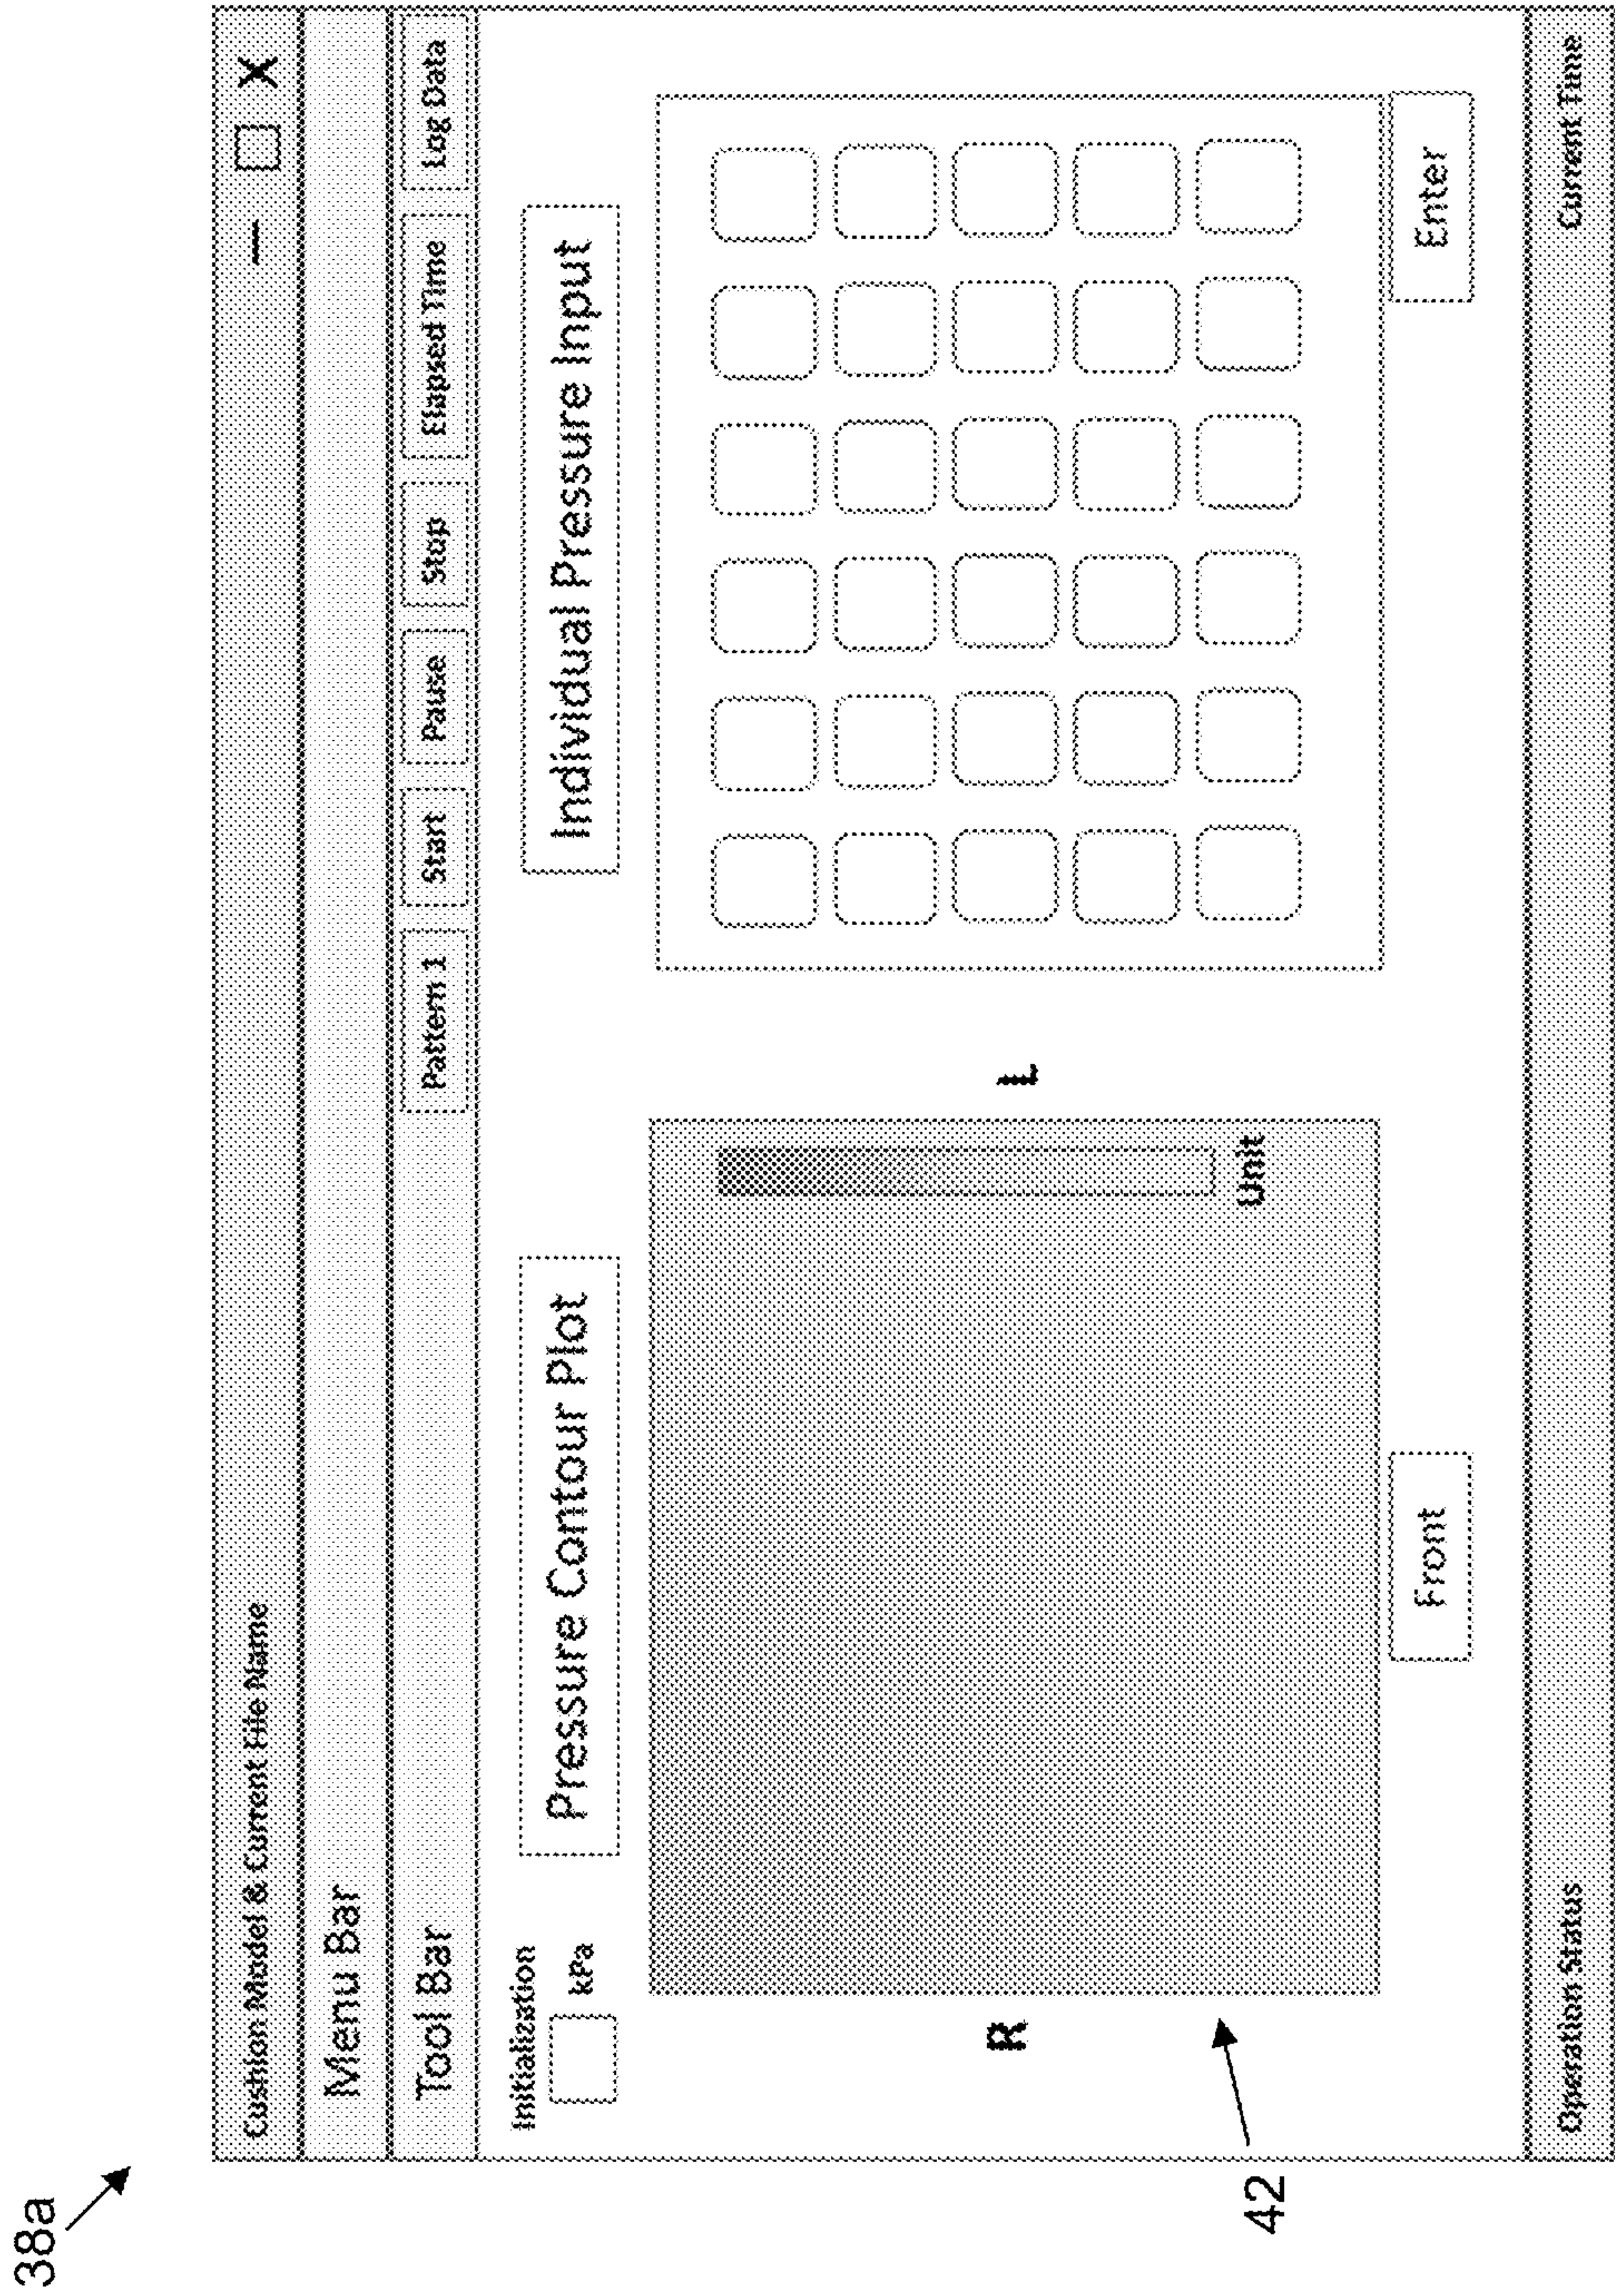 38a
Cushion Model & Current File Name — X
Menu Bar
Tool Bar Pattern 1 Start Pause Stop Elapsed Time Log Data
Initialization
kPa
Pressure Contour Plot
Individual Pressure Input
R
L
Unit
42
Front
Enter
Operation Status Current Time